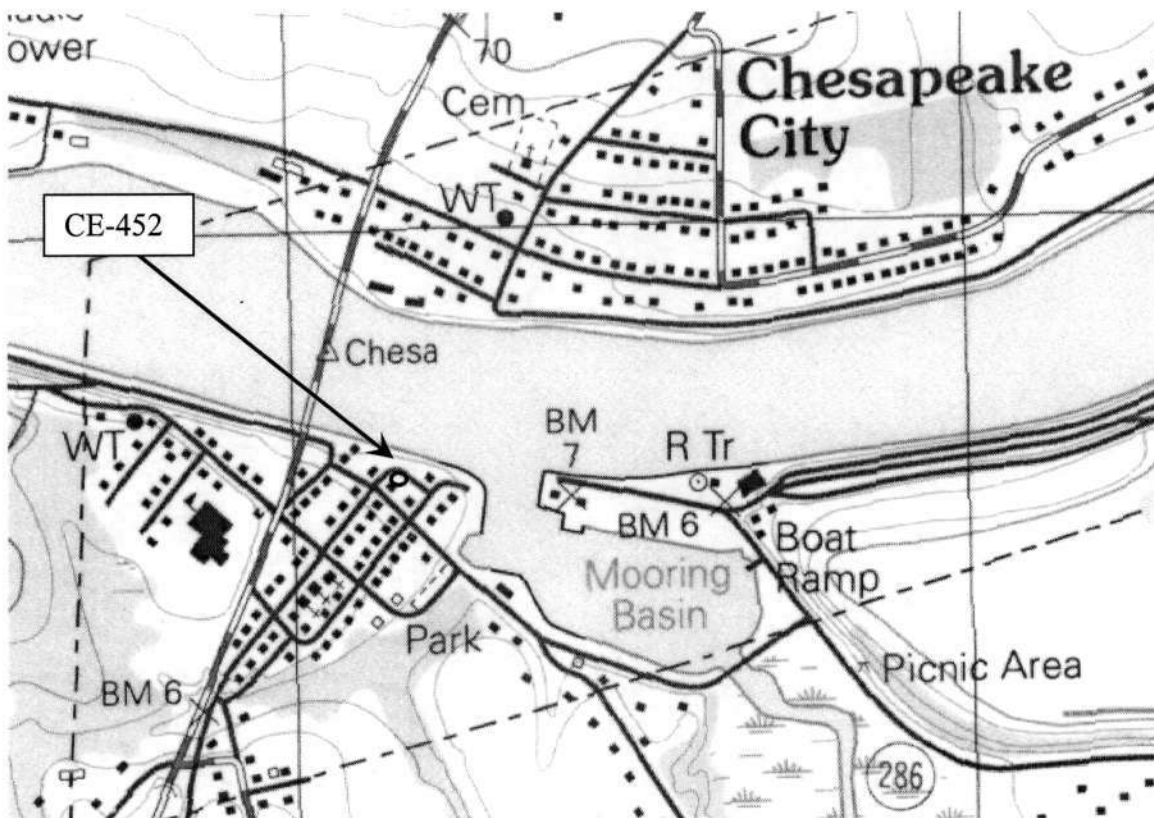 ower
70
Cem
Chesapeake
City
WT
CE-452
Chesa
BM
7
R Tr
WT
BM 6
Boat
Ramp
Mooring
Basin
Park
Picnic Area
BM 6
286